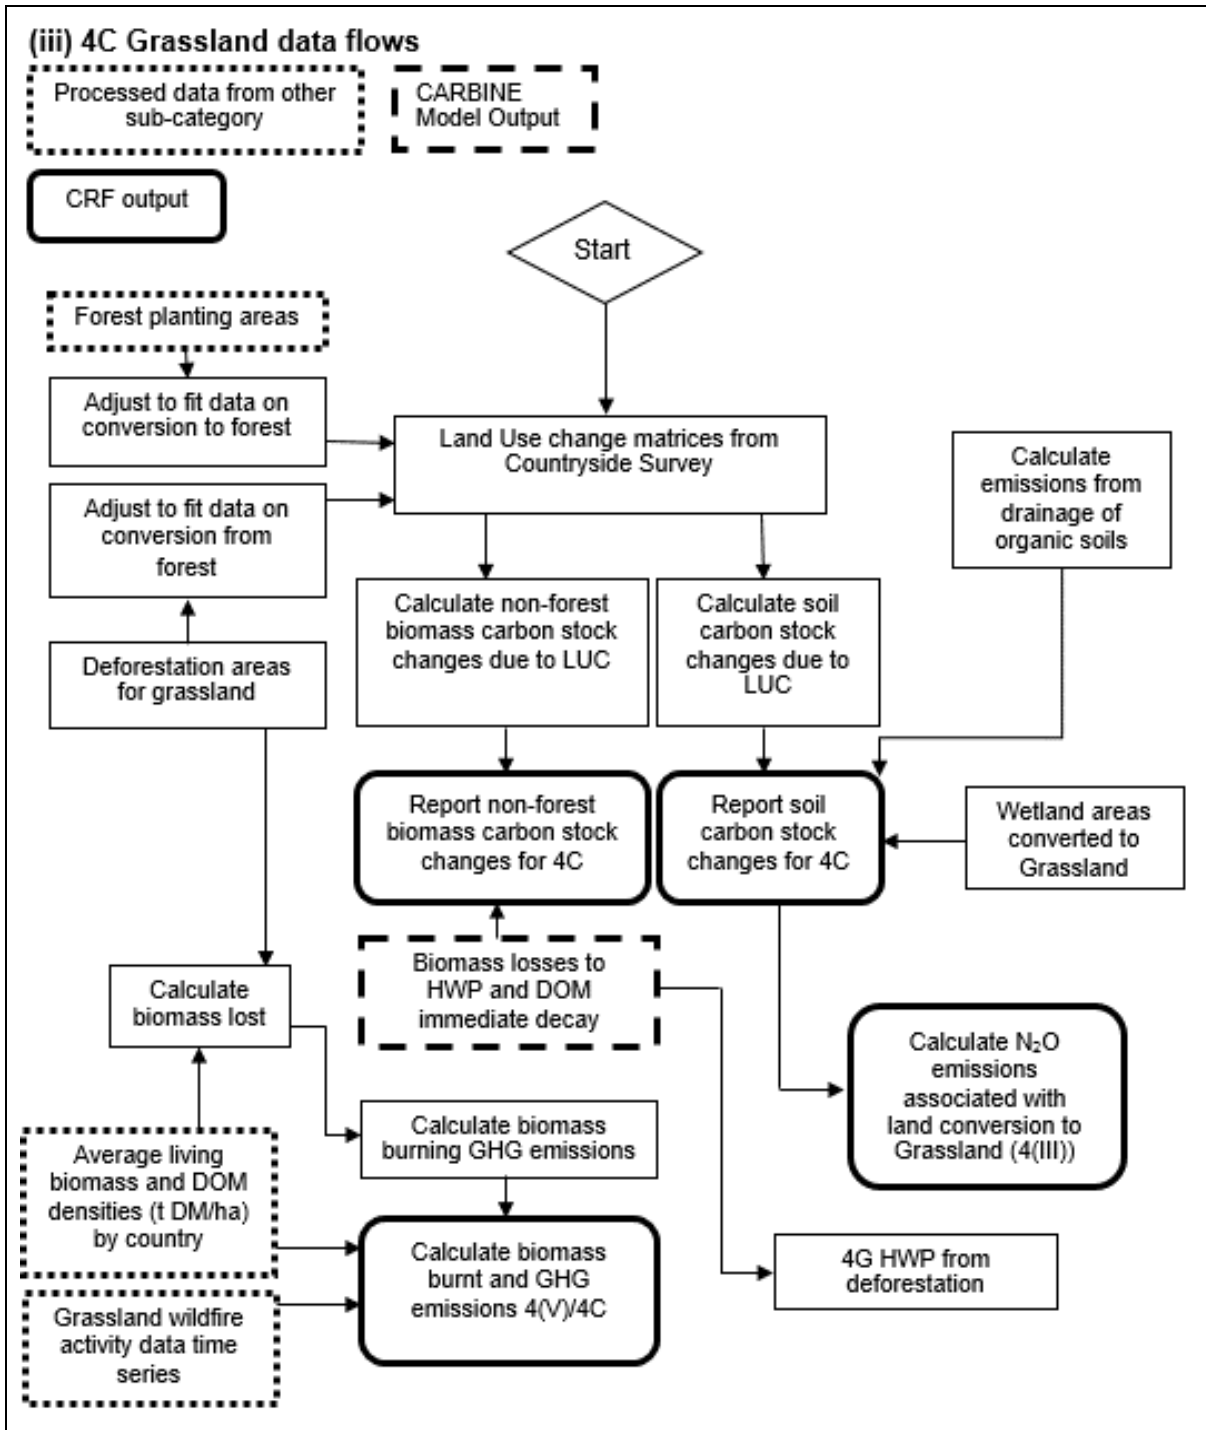 (iii) 4C Grassland data flows
Processed data from other
sub-category
CARBINE
Model Output
CRF output
Start
Forest planting areas
Adjust to fit data on
conversion to forest
Land Use change matrices from
Countryside Survey
Calculate
emissions from
drainage of
organic soils
Adjust to fit data on
conversion from
forest
Calculate non-forest
biomass carbon stock
changes due to LUC
Calculate soil
carbon stock
changes due to
LUC
Deforestation areas
for grassland
Report non-forest
biomass carbon stock
changes for 4C
Report soil
carbon stock
changes for 4C
Wetland areas
converted to
Grassland
Biomass losses to
HWP and DOM
immediate decay
Calculate
biomass lost
Calculate N₂O
emissions
associated with
land conversion to
Grassland (4(III))
Calculate biomass
burning GHG emissions
Average living
biomass and DOM
densities (t DM/ha)
by country
Calculate biomass
burnt and GHG
emissions 4(V)/4C
4G HWP from
deforestation
Grassland wildfire
activity data time
series